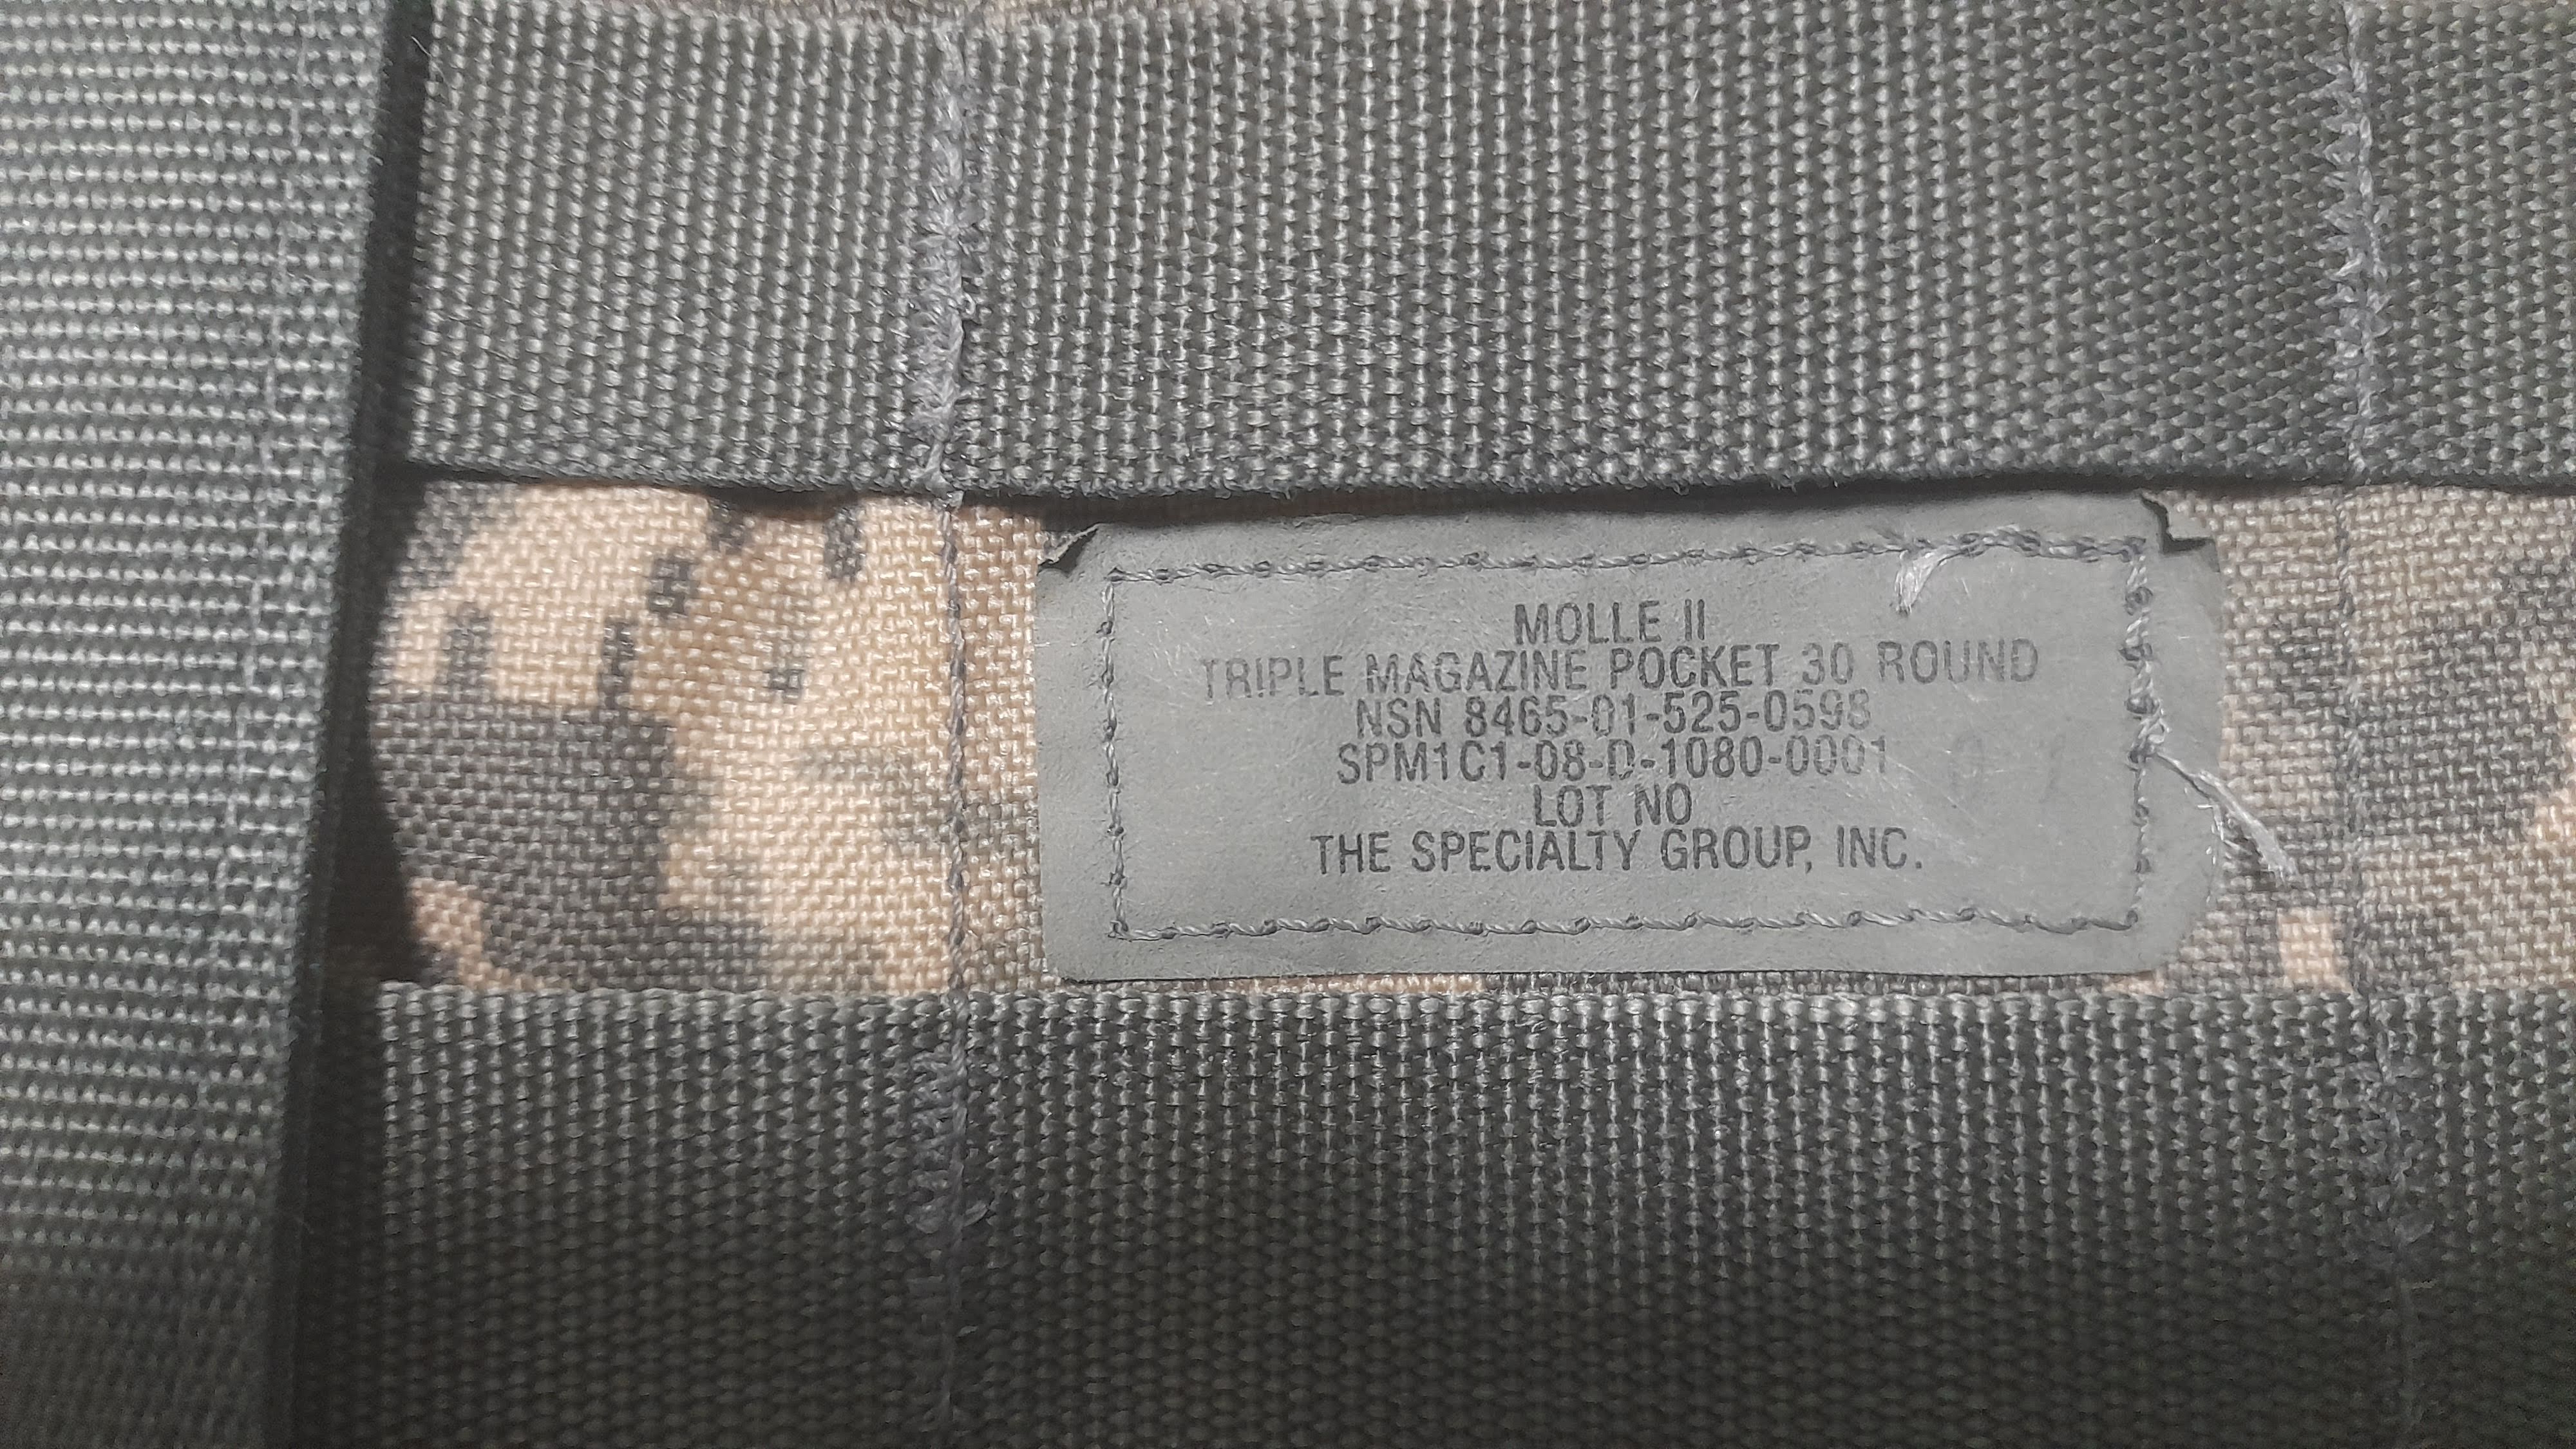 MOLLE II
TRIPLE MAGAZINE POCKET 30 ROUND
NSN 8465-01-525-0598
SPM1C1-08-D-1080-0001
LOT NO
THE SPECIALTY GROUP, INC.